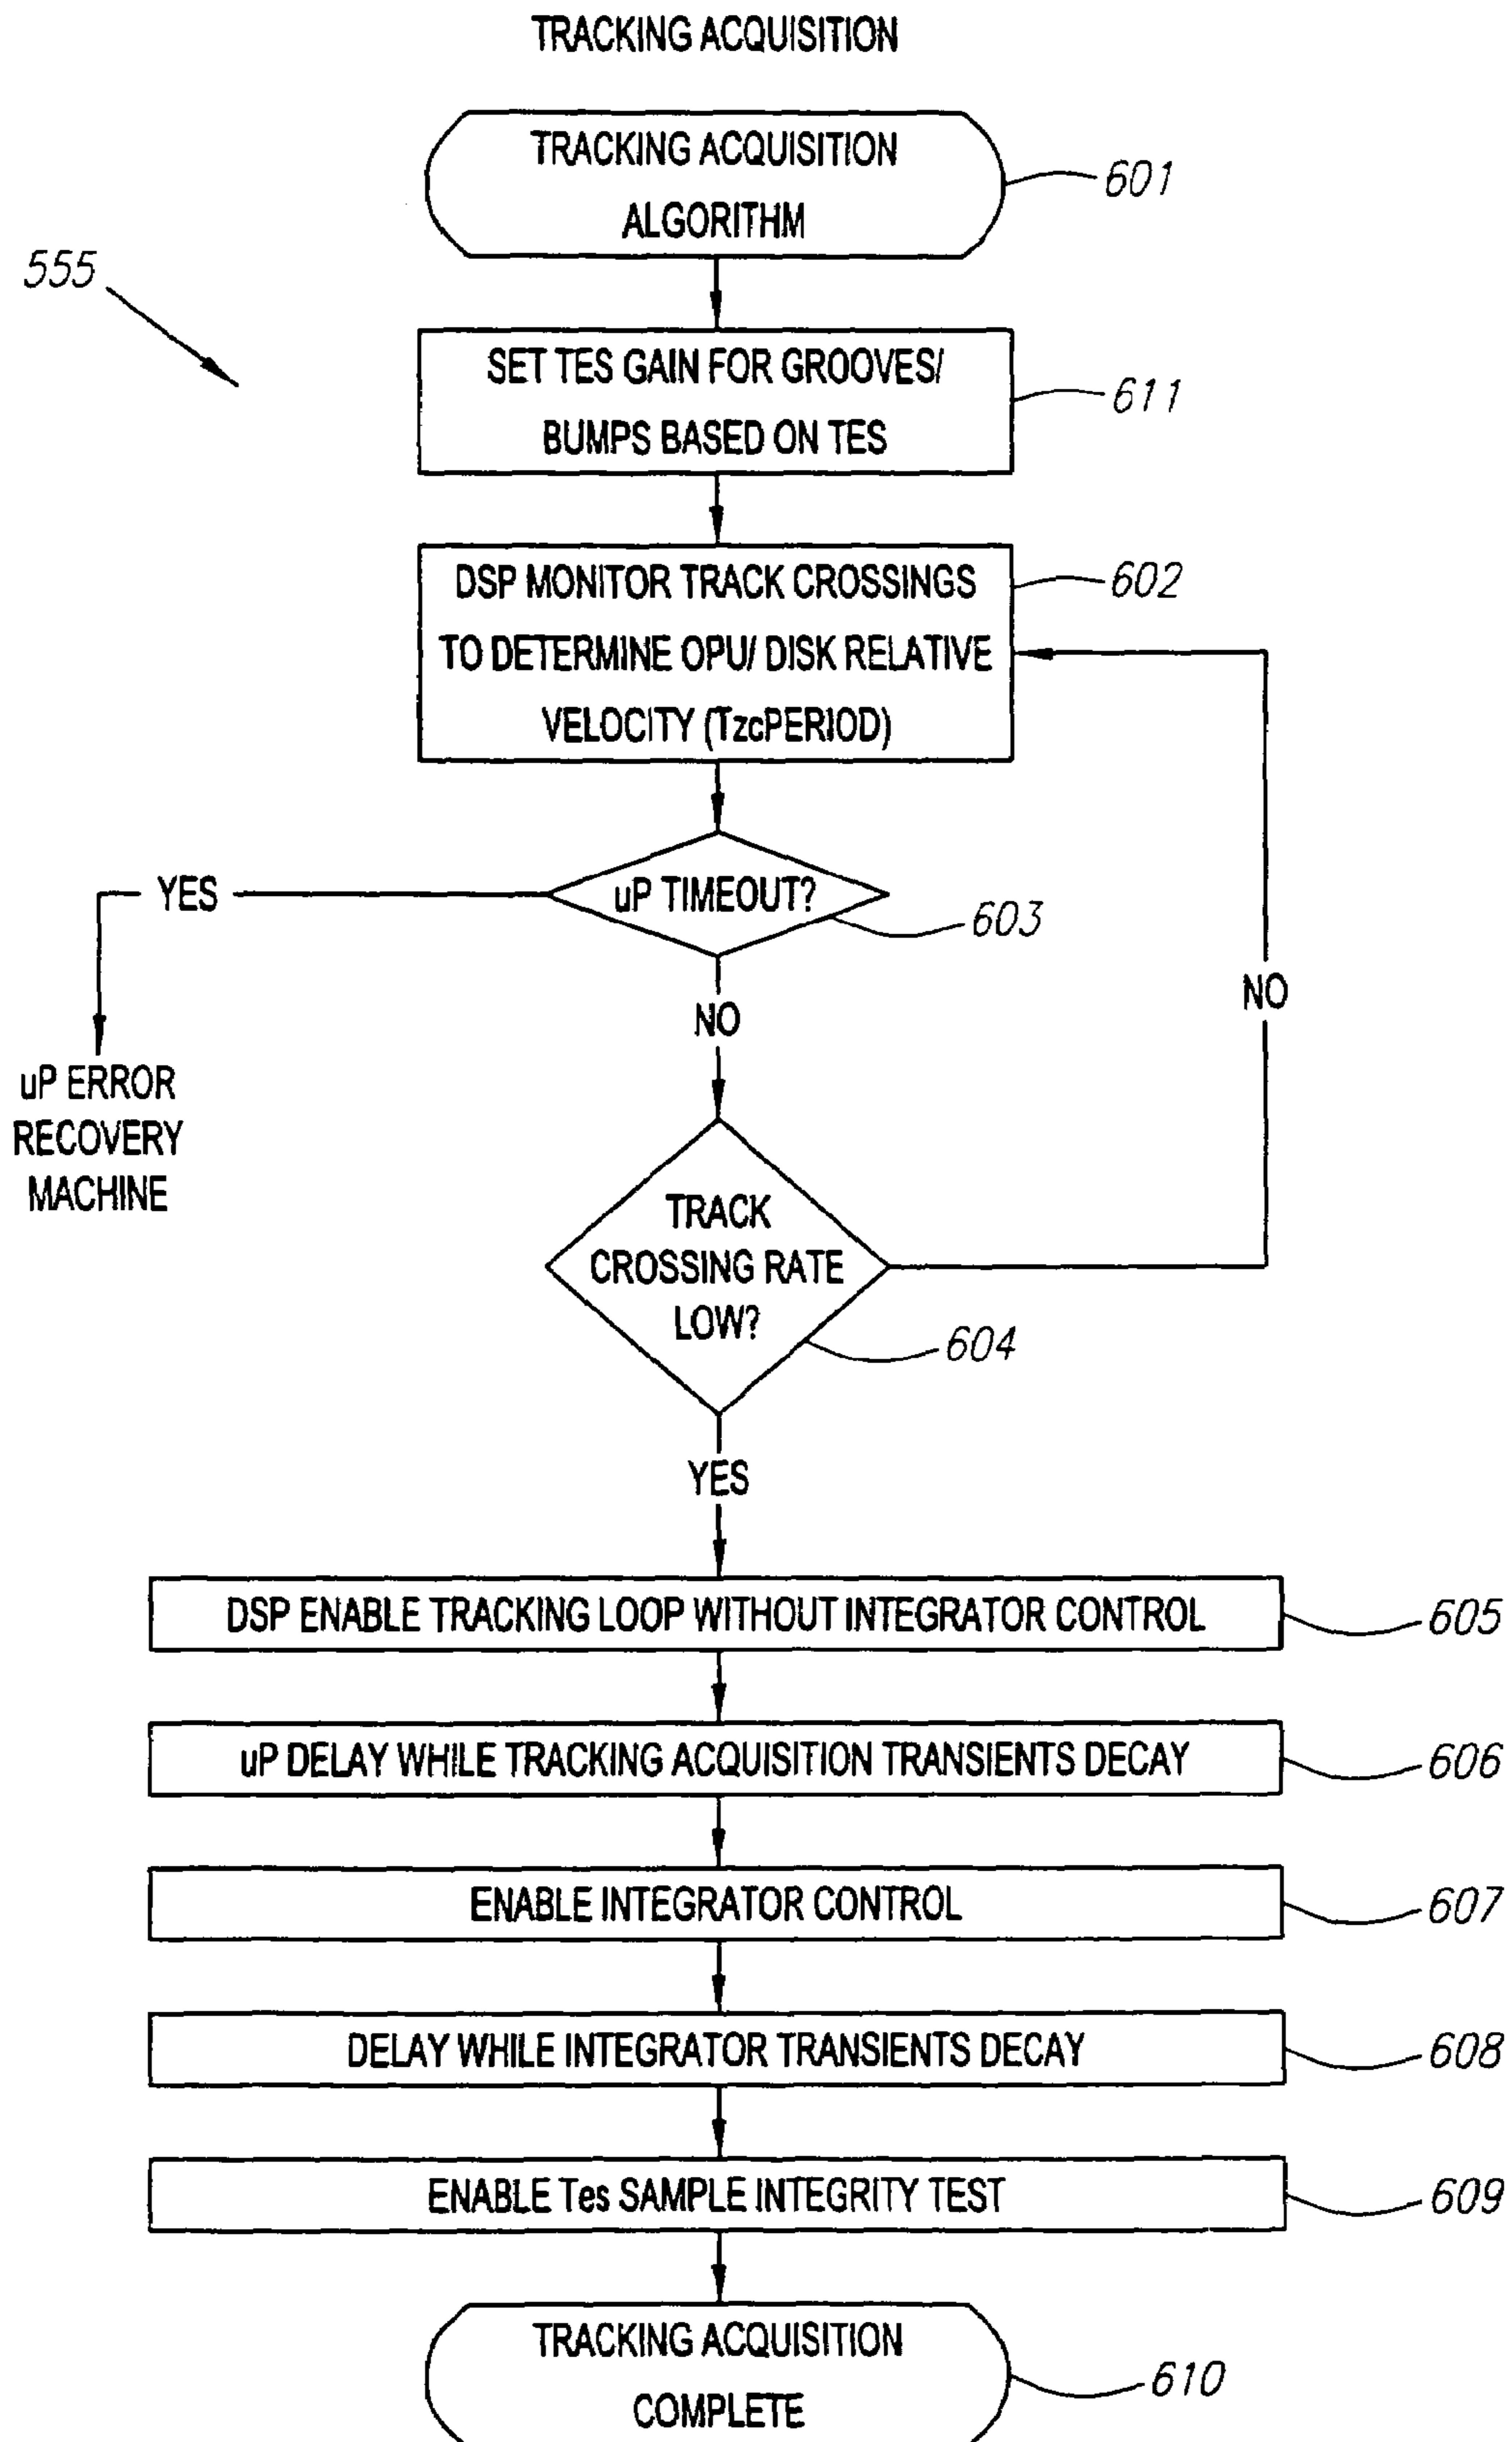 TRACKING ACQUISITION
TRACKING ACQUISITION
ALGORITHM
601
555
SET TES GAIN FOR GROOVES/
BUMPS BASED ON TES
611
DSP MONITOR TRACK CROSSINGS
TO DETERMINE OPU/ DISK RELATIVE
VELOCITY (TzcPERIOD)
602
uP TIMEOUT?
603
YES
uP ERROR
RECOVERY
MACHINE
NO
NO
TRACK
CROSSING RATE
LOW?
604
YES
DSP ENABLE TRACKING LOOP WITHOUT INTEGRATOR CONTROL
605
uP DELAY WHILE TRACKING ACQUISITION TRANSIENTS DECAY
606
ENABLE INTEGRATOR CONTROL
607
DELAY WHILE INTEGRATOR TRANSIENTS DECAY
608
ENABLE Tes SAMPLE INTEGRITY TEST
609
TRACKING ACQUISITION
COMPLETE
610